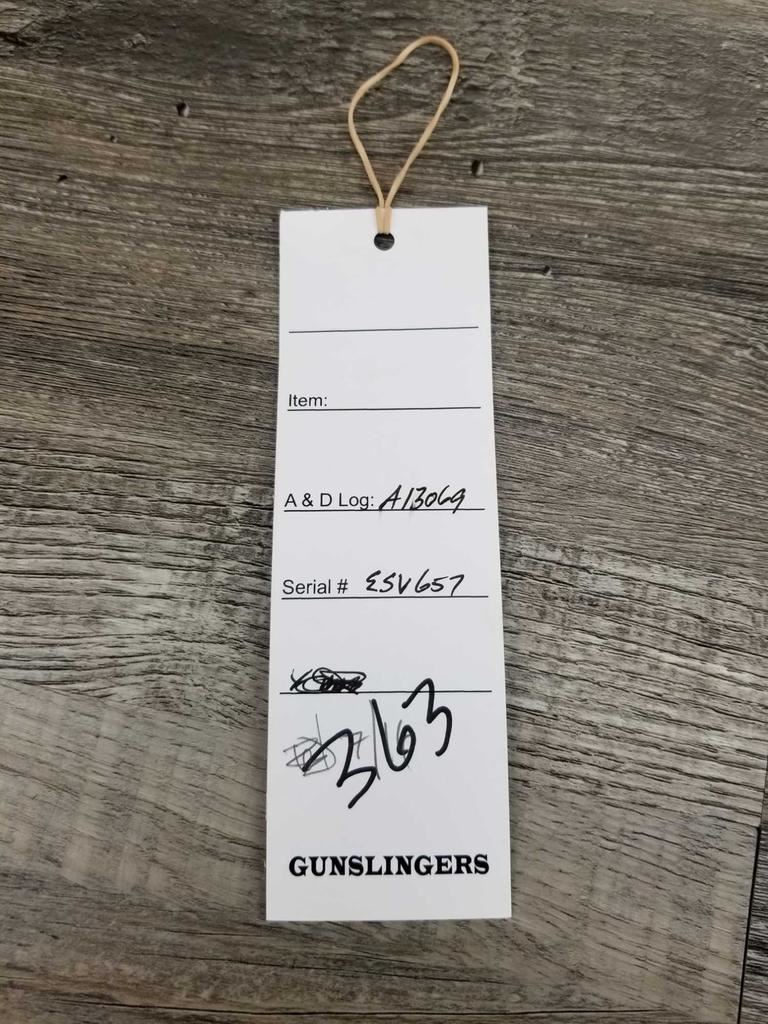 Item:
A & D Log: A13069
Serial # ESV657
363
GUNSLINGERS